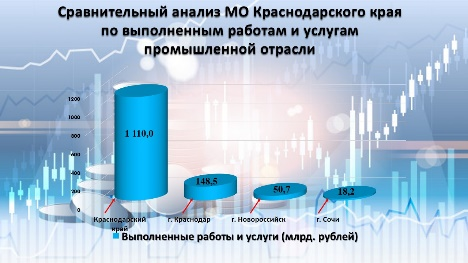 Сравнительный анализ МО Краснодарского края
по выполненным работам и услугам
промышленной отрасли
1200
1000
800
600
400
200
0
1 110,0
148,5
50,7
18,2
Краснодарский
край
г. Краснодар
г. Новороссийск
г. Сочи
Выполненные работы и услуги (млрд. рублей)